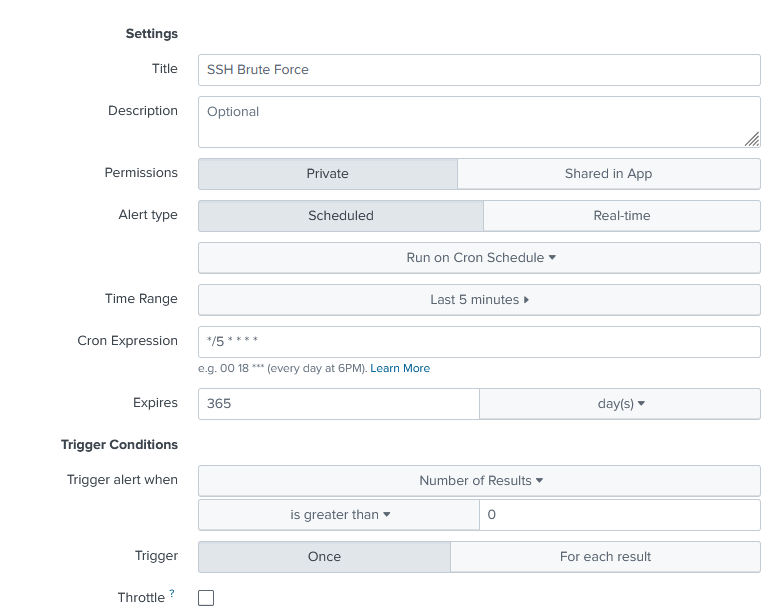 Settings
Title SSH Brute Force
Description Optional
Permissions Private Shared in App
Alert type Scheduled Real-time
Run on Cron Schedule
Time Range Last 5 minutes
Cron Expression */5 * * * *
e.g. 00 18 *** (every day at 6PM). Learn More
Expires 365 day(s)
Trigger Conditions
Trigger alert when Number of Results
is greater than 0
Trigger Once For each result
Throttle ?